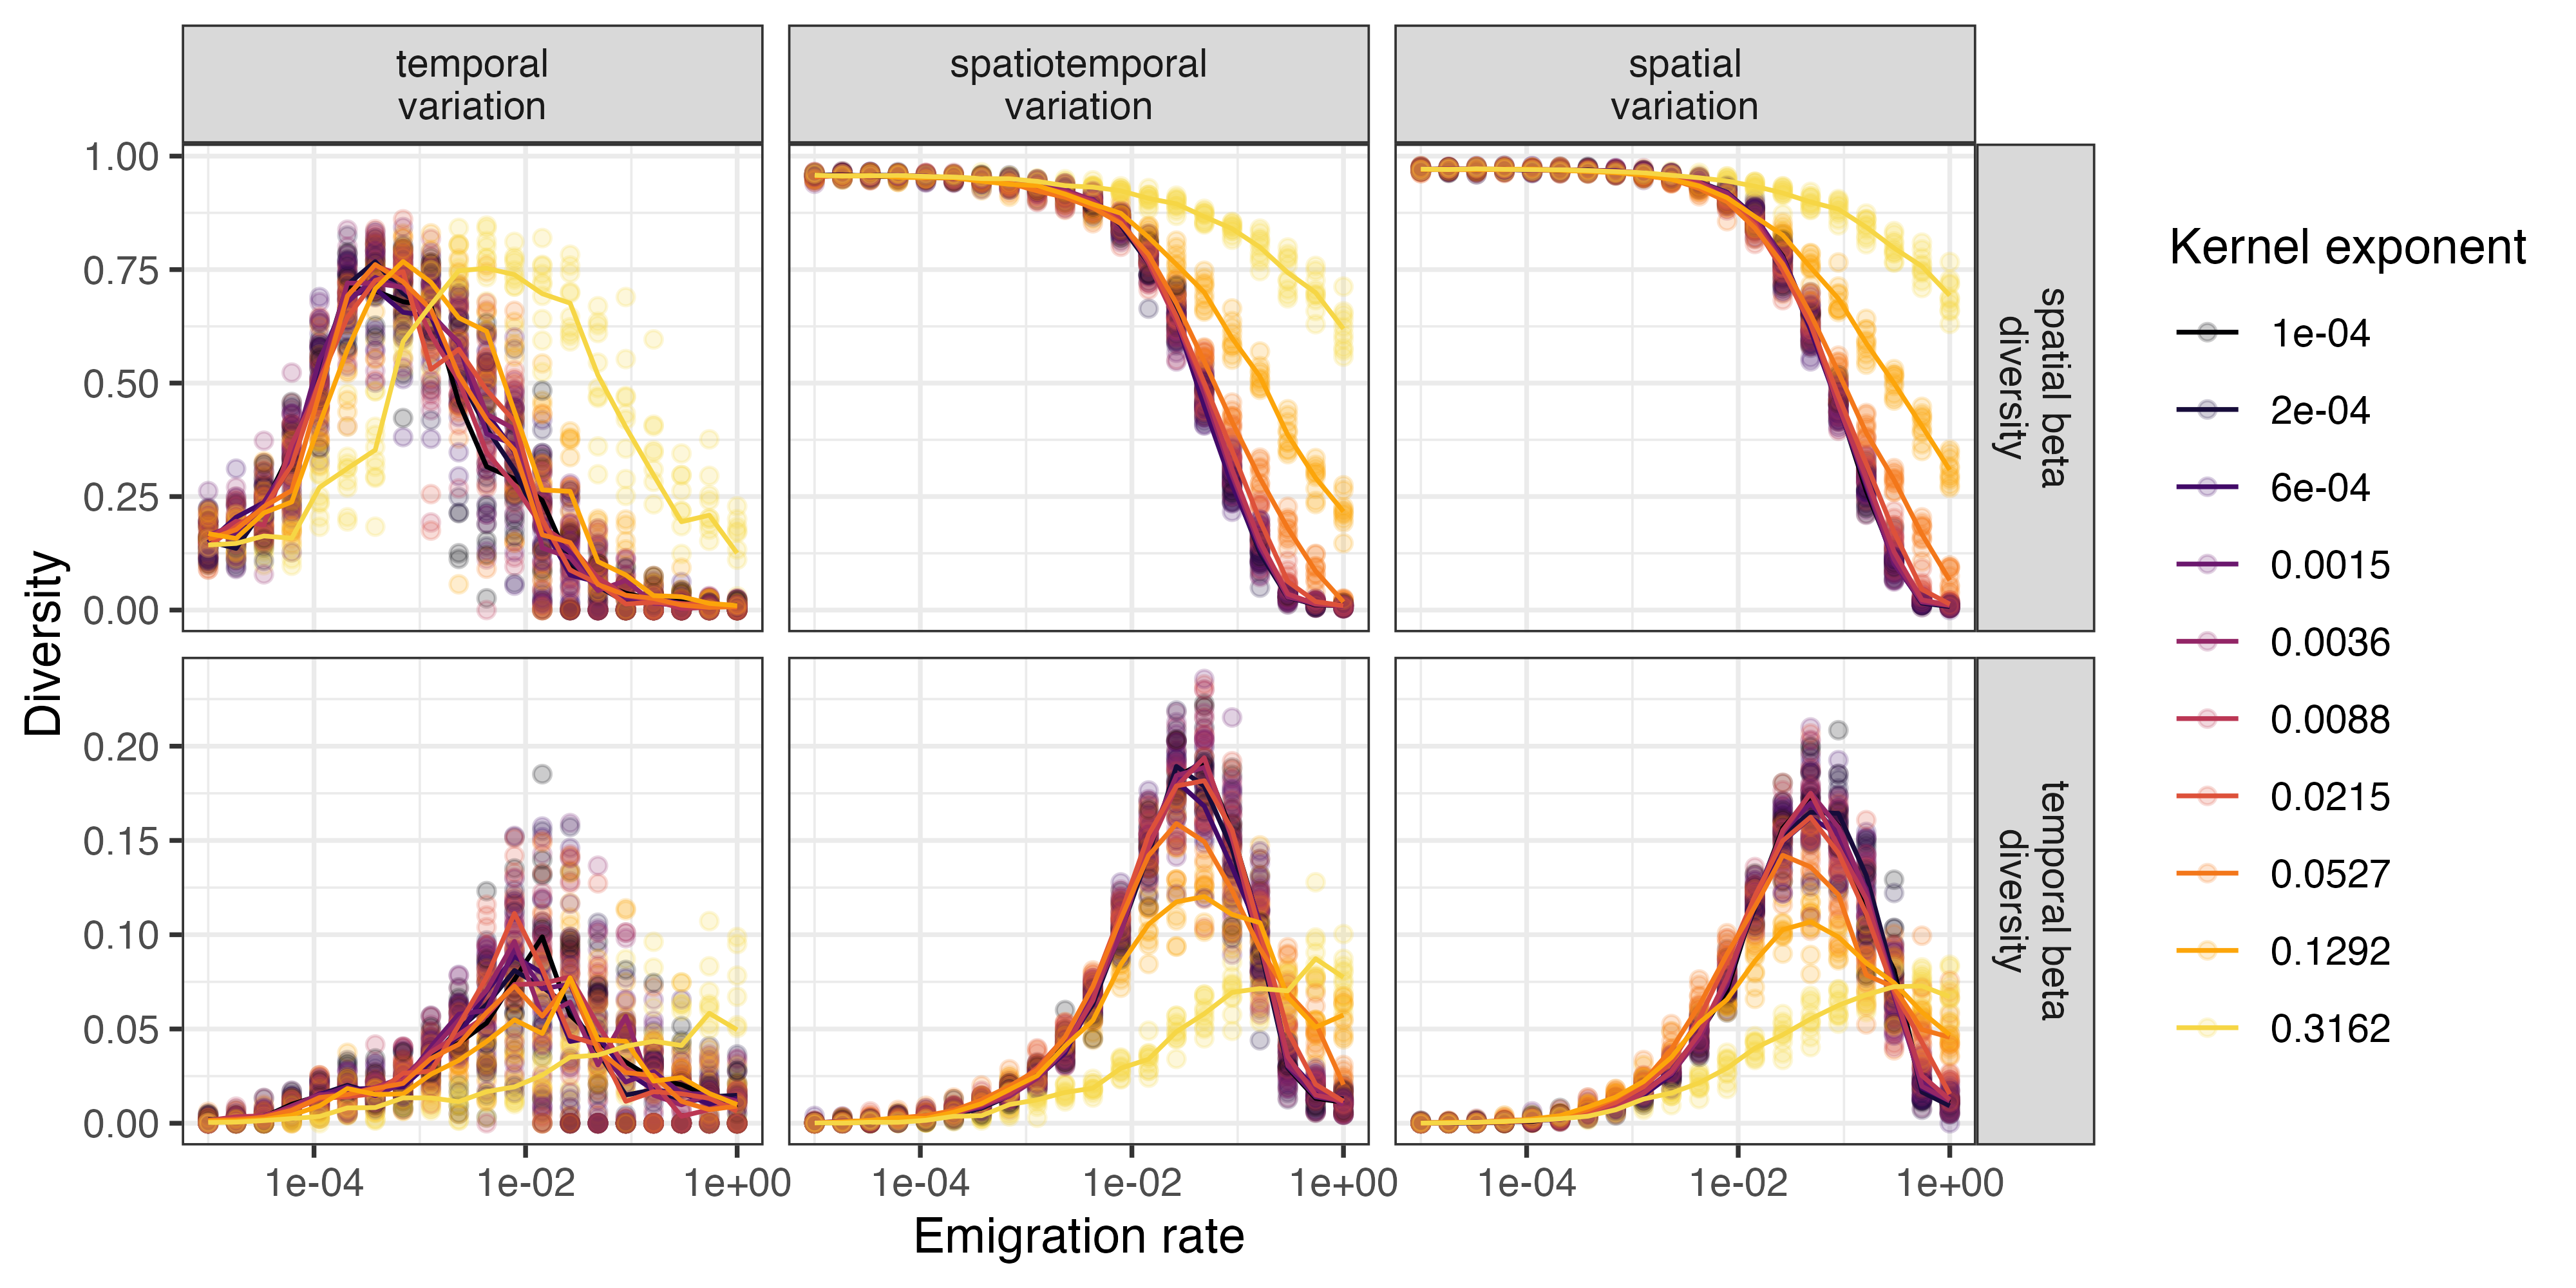 temporal
variation
spatiotemporal
variation
spatial
variation
1.00
0.75
0.50
0.25
0.00
spatial beta
diversity
0.20
0.15
0.10
0.05
0.00
temporal beta
diversity
Diversity
1e-04
1e-02
1e+00
1e-04
1e-02
1e+00
1e-04
1e-02
1e+00
Emigration rate
Kernel exponent
1e-04
2e-04
6e-04
0.0015
0.0036
0.0088
0.0215
0.0527
0.1292
0.3162